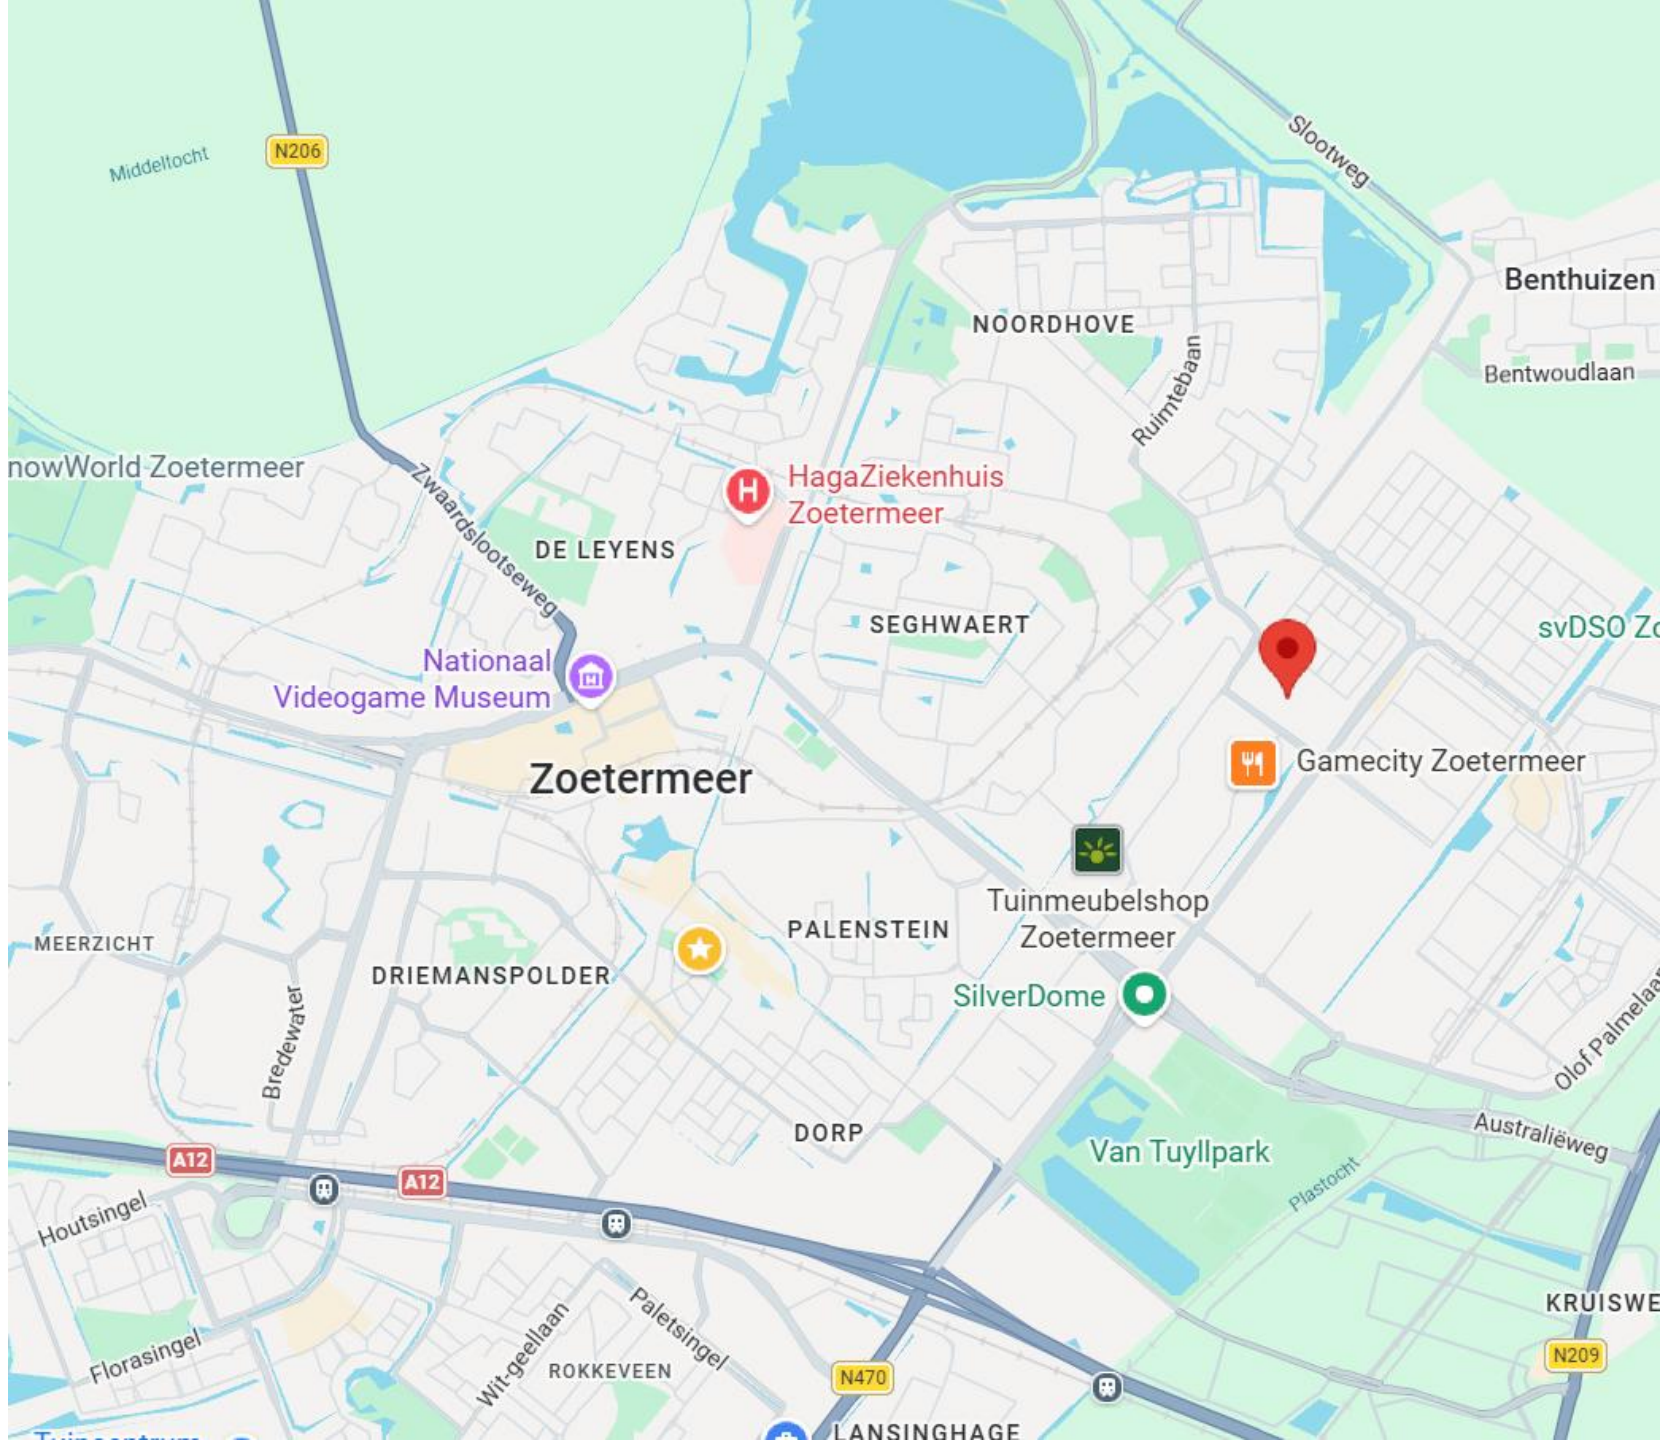 N206
Middeltocht
Slootweg
Benthuizen
NOORDHOVE
Ruimtebaan
Bentwoudlaan
nowWorld Zoetermeer
Zwaardslootseweg
HagaZiekenhuis
Zoetermeer
DE LEYENS
SEGHWAERT
svDSO Zo
Nationaal
Videogame Museum
Zoetermeer
Gamecity Zoetermeer
Tuinmeubelshop
Zoetermeer
PALENSTEIN
MEERZICHT
DRIEMANSPOLDER
SilverDome
Bredewater
Olof Palmelaan
DORP
Van Tuyllpark
Australiëweg
Plastocht
A12
A12
Houtsingel
KRUISWE
Florasingel
Wit-geellaan
Paletsingel
ROKKEVEEN
N470
N209
LANSINGHAGE
Tuincentrum